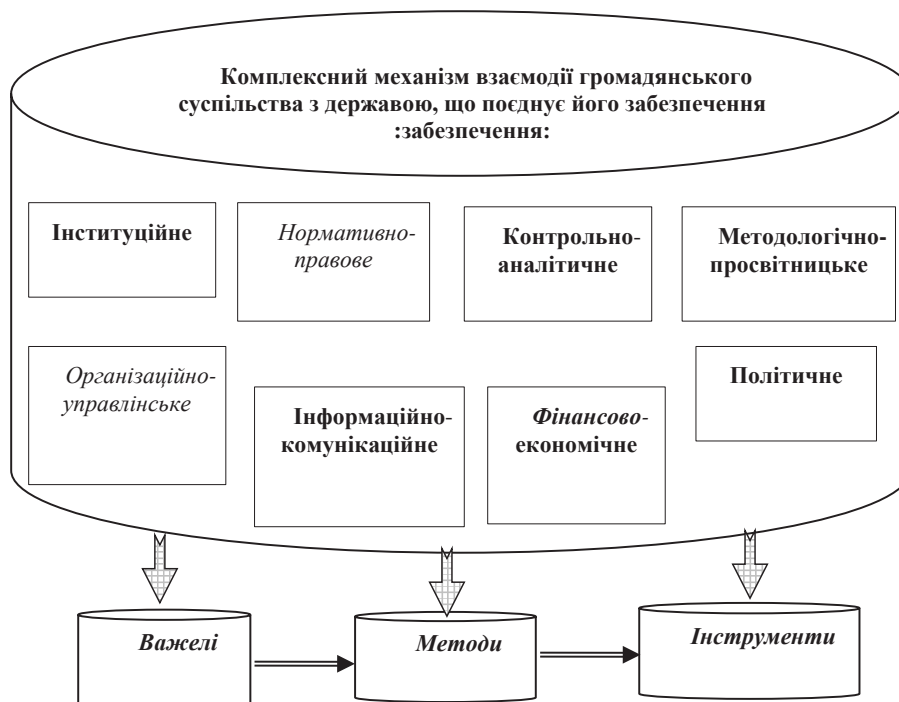 Комплексний механізм взаємодії громадянського
суспільства з державою, що поєднує його забезпечення
:забезпечення:
Інституційне
Нормативно-
правове
Контрольно-
аналітичне
Методологічно-
просвітницьке
Організаційно-
управлінське
Інформаційно-
комунікаційне
Фінансово-
економічне
Політичне
Важелі
Методи
Інструменти